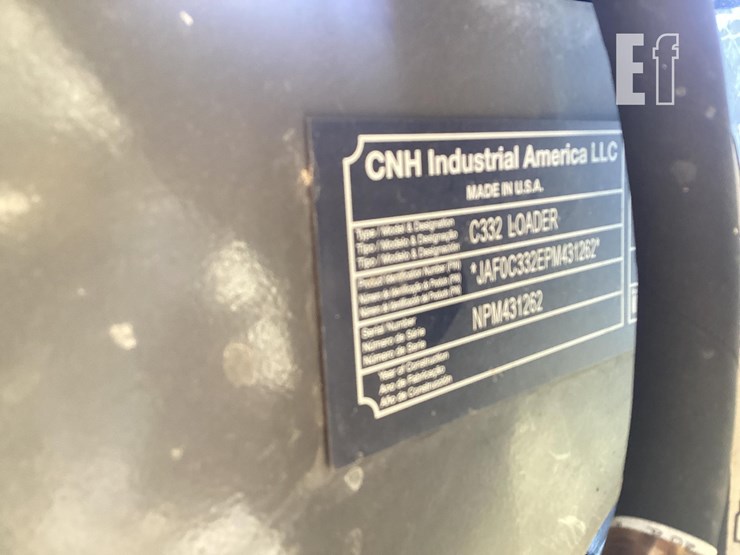 Ef
CNH Industrial America LLC
MADE IN U.S.A.
Type / Model & Designation
Tipo / Modelo & Designação
Tipo / Modelo & Designación
C332 LOADER
Product Identification Number (PIN)
*JAF0C332EPM431262*
Serial Number
Número de Série
Número de Serie
NPM431262
Year of Construction
Ano de Fabricação
Año de Construcción